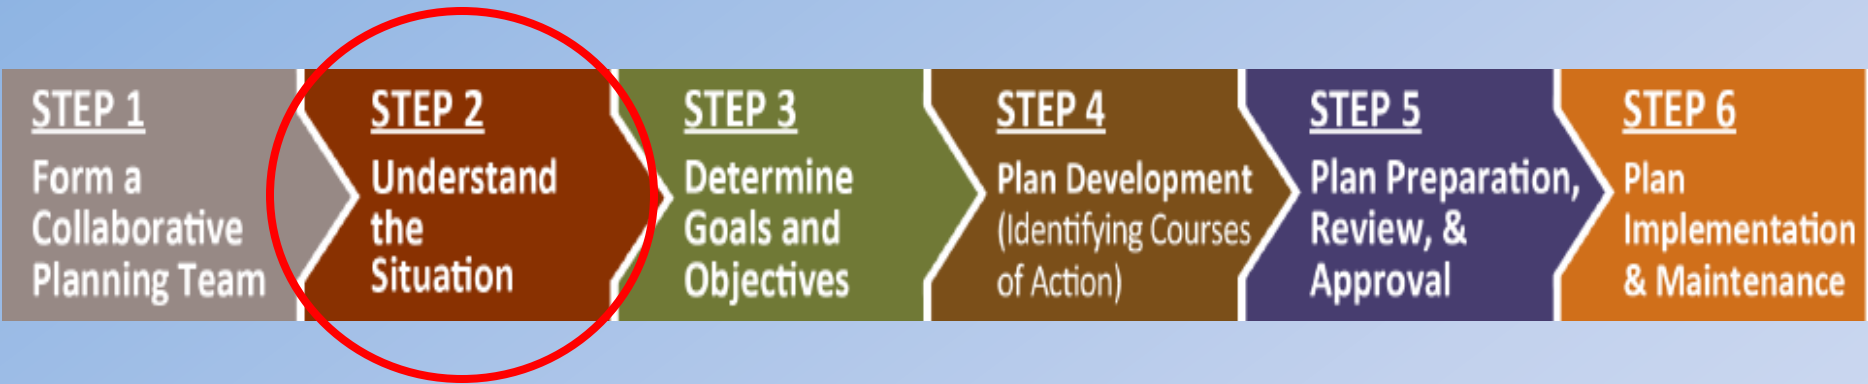 STEP 1
Form a
Collaborative
Planning Team
STEP 2
Understand
the
Situation
STEP 3
Determine
Goals and
Objectives
STEP 4
Plan Development
(Identifying Courses
of Action)
STEP 5
Plan Preparation,
Review, &
Approval
STEP 6
Plan
Implementation
& Maintenance